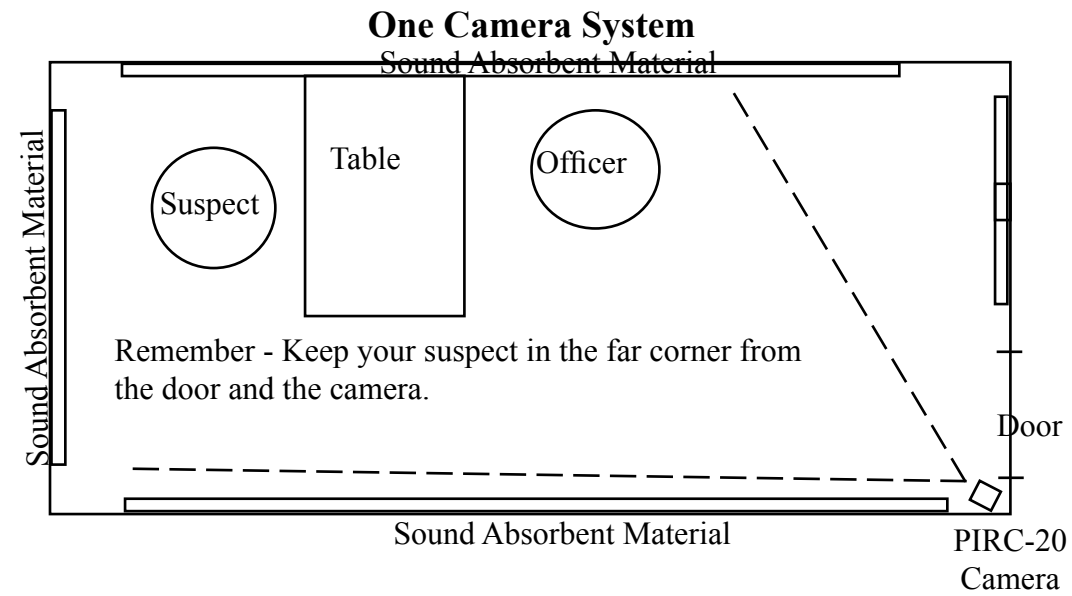 One Camera System
Sound Absorbent Material
Sound Absorbent Material
Table
Officer
Suspect
Remember - Keep your suspect in the far corner from
the door and the camera.
Door
Sound Absorbent Material
PIRC-20
Camera